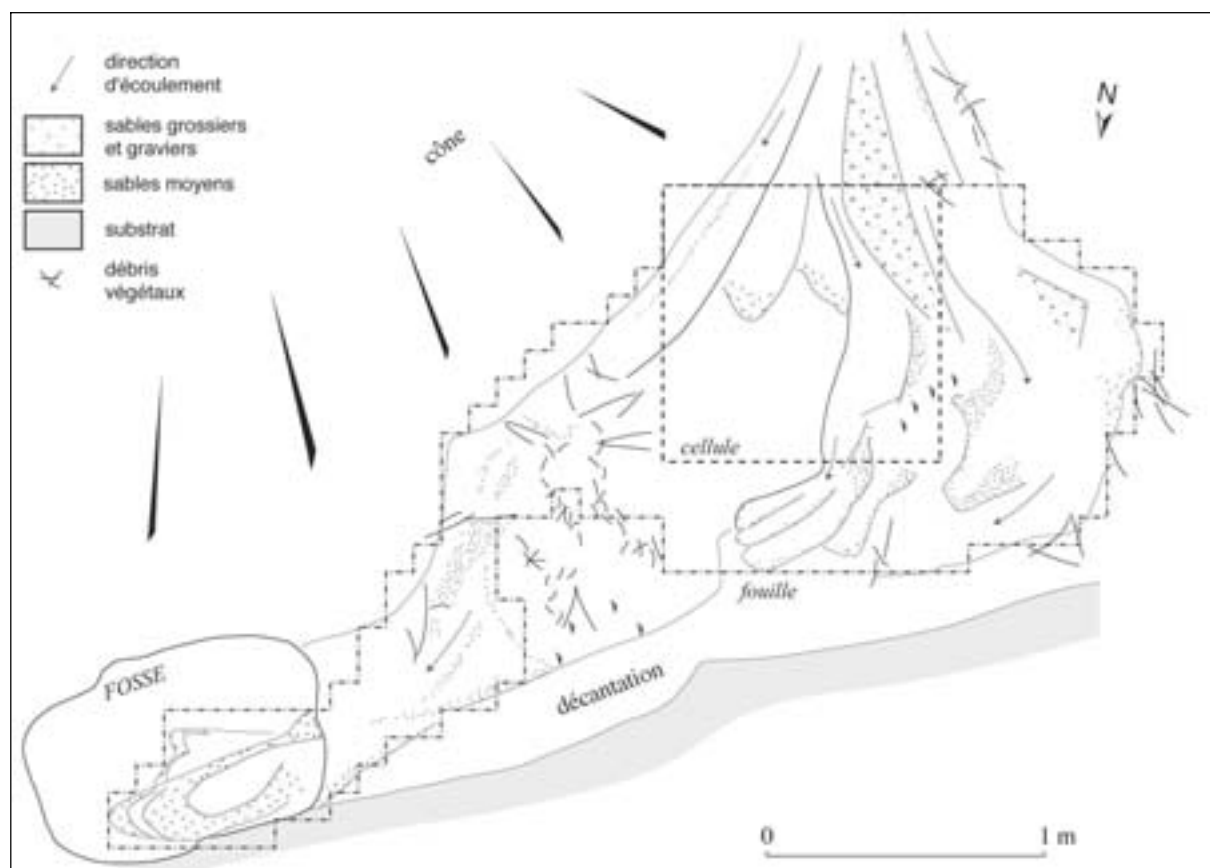 direction
d'écoulement
sables grossiers
et graviers
sables moyens
substrat
débris
végétaux
cône
N
cellule
fouille
FOSSE
décantation
0 1 m